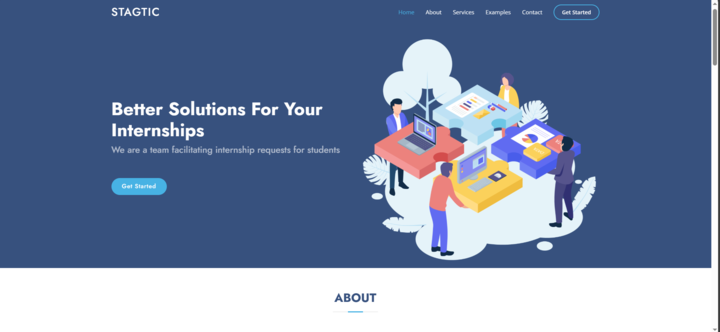 STAGTIC
Home About Services Examples Contact Get Started
Better Solutions For Your
Internships
We are a team facilitating internship requests for students
Get Started
ABOUT